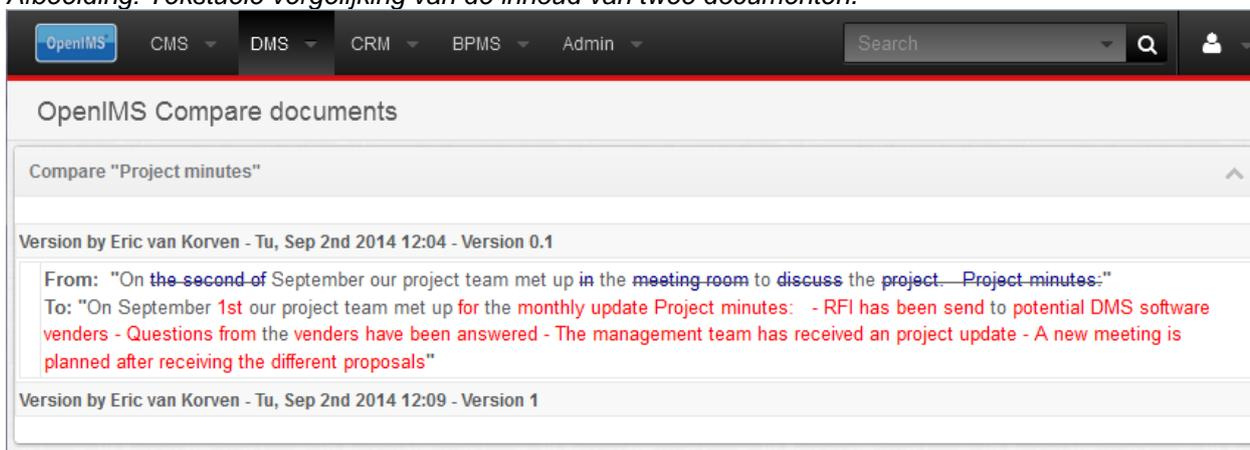 Afbeelding: Tekstuele vergelijking van de inhoud van twee documenten.
OpenIMS CMS DMS CRM BPMS Admin Search
OpenIMS Compare documents
Compare "Project minutes"
Version by Eric van Korven - Tu, Sep 2nd 2014 12:04 - Version 0.1
From: "On the second of September our project team met up in the meeting room to discuss the project. Project minutes:"
To: "On September 1st our project team met up for the monthly update Project minutes: - RFI has been send to potential DMS software
venders - Questions from the venders have been answered - The management team has received an project update - A new meeting is
planned after receiving the different proposals"
Version by Eric van Korven - Tu, Sep 2nd 2014 12:09 - Version 1